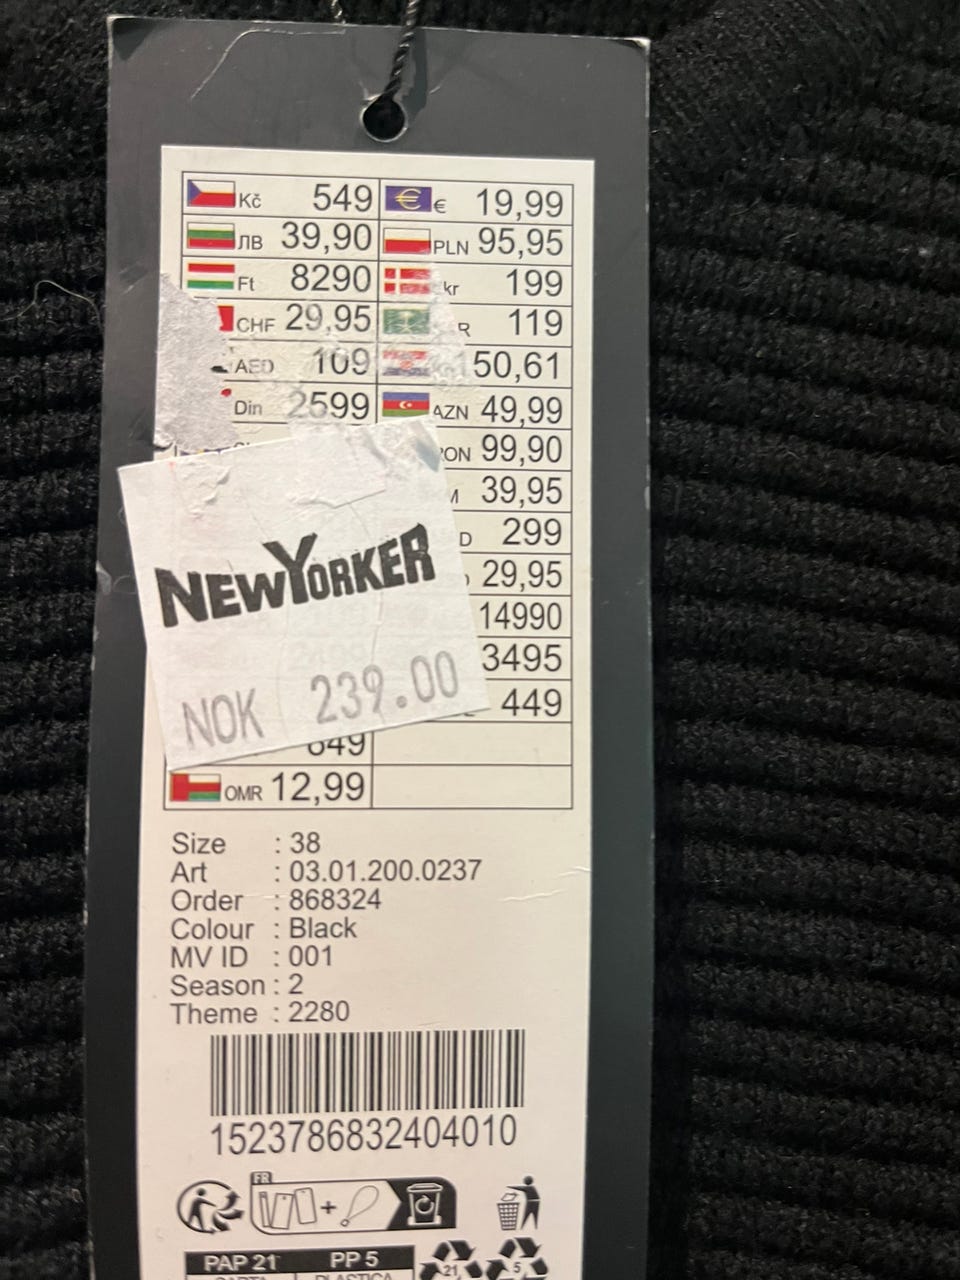 Kč 549 € 19,99
ЛВ 39,90 PLN 95,95
Ft 8290 kr 199
CHF 29,95 R 119
AED 109 150,61
Din 2599 AZN 49,99
99,90
39,95
299
29,95
14990
3495
449
NEWYORKER
NOK 239.00
649
OMR 12,99
Size : 38
Art : 03.01.200.0237
Order : 868324
Colour : Black
MV ID : 001
Season : 2
Theme : 2280
1523786832404010
FR
+
PAP 21 PP 5
21 5
CARTA PLASTICA